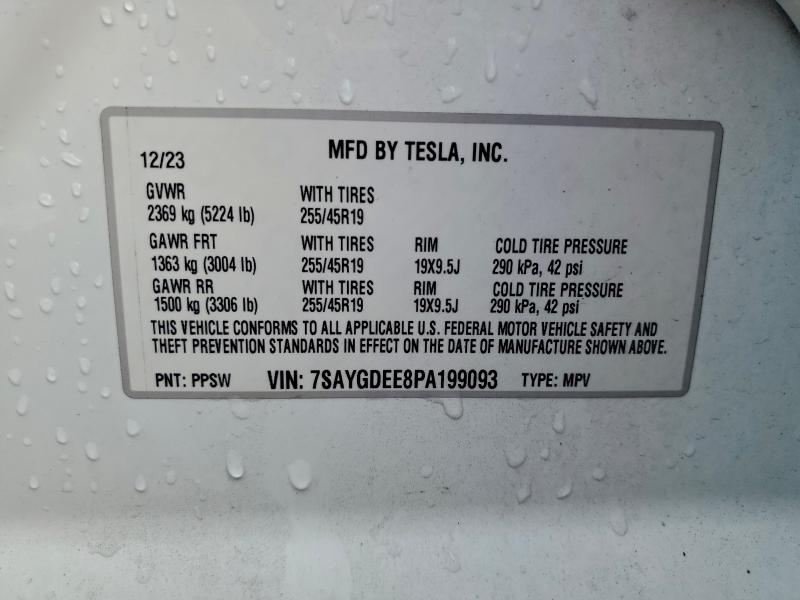 12/23 MFD BY TESLA, INC.
GVWR WITH TIRES
2369 kg (5224 lb) 255/45R19
GAWR FRT WITH TIRES RIM COLD TIRE PRESSURE
1363 kg (3004 lb) 255/45R19 19X9.5J 290 kPa, 42 psi
GAWR RR WITH TIRES RIM COLD TIRE PRESSURE
1500 kg (3306 lb) 255/45R19 19X9.5J 290 kPa, 42 psi
THIS VEHICLE CONFORMS TO ALL APPLICABLE U.S. FEDERAL MOTOR VEHICLE SAFETY AND
THEFT PREVENTION STANDARDS IN EFFECT ON THE DATE OF MANUFACTURE SHOWN ABOVE.
PNT: PPSW VIN: 7SAYGDEE8PA199093 TYPE: MPV